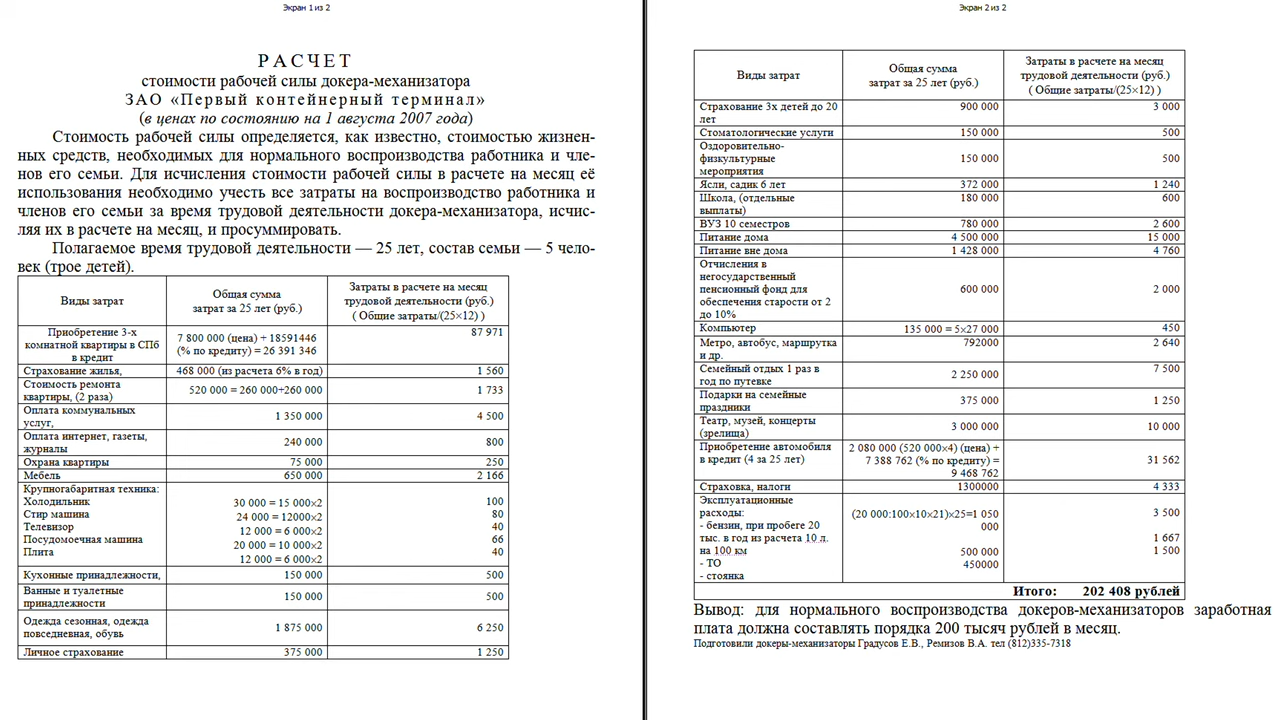 Экран 1 из 2
РАСЧЕТ
стоимости рабочей силы докера-механизатора
ЗАО «Первый контейнерный терминал»
(в ценах по состоянию на 1 августа 2007 года)
Стоимость рабочей силы определяется, как известно, стоимостью жизнен-
ных средств, необходимых для нормального воспроизводства работника и чле-
нов его семьи. Для исчисления стоимости рабочей силы в расчете на месяц её
использования необходимо учесть все затраты на воспроизводство работника и
членов его семьи за время трудовой деятельности докера-механизатора, исчис-
ляя их в расчете на месяц, и просуммировать.
Полагаемое время трудовой деятельности — 25 лет, состав семьи — 5 чело-
век (трое детей).
Виды затрат
Общая сумма
затрат за 25 лет (руб.)
Затраты в расчете на месяц
трудовой деятельности (руб.)
( Общие затраты/(25×12) )
Приобретение 3-х
комнатной квартиры в СПб
в кредит
7 800 000 (цена) + 18591446
(% по кредиту) = 26 391 346
87 971
Страхование жилья,
468 000 (из расчета 6% в год)
1 560
Стоимость ремонта
квартиры, (2 раза)
520 000 = 260 000+260 000
1 733
Оплата коммунальных
услуг,
1 350 000
4 500
Оплата интернет, газеты,
журналы
240 000
800
Охрана квартиры
75 000
250
Мебель
650 000
2 166
Крупногабаритная техника:
Холодильник
Стир машина
Телевизор
Посудомоечная машина
Плита
30 000 = 15 000×2
24 000 = 12000×2
12 000 = 6 000×2
20 000 = 10 000×2
12 000 = 6 000×2
100
80
40
66
40
Кухонные принадлежности,
150 000
500
Ванные и туалетные
принадлежности
150 000
500
Одежда сезонная, одежда
повседневная, обувь
1 875 000
6 250
Личное страхование
375 000
1 250
Экран 2 из 2
Виды затрат
Общая сумма
затрат за 25 лет (руб.)
Затраты в расчете на месяц
трудовой деятельности (руб.)
( Общие затраты/(25×12) )
Страхование 3х детей до 20
лет
900 000
3 000
Стоматологические услуги
150 000
500
Оздоровительно-
физкультурные
мероприятия
150 000
500
Ясли, садик 6 лет
372 000
1 240
Школа, (отдельные
выплаты)
180 000
600
ВУЗ 10 семестров
780 000
2 600
Питание дома
4 500 000
15 000
Питание вне дома
1 428 000
4 760
Отчисления в
негосударственный
пенсионный фонд для
обеспечения старости от 2
до 10%
600 000
2 000
Компьютер
135 000 = 5×27 000
450
Метро, автобус, маршрутка
и др.
792000
2 640
Семейный отдых 1 раз в
год по путевке
2 250 000
7 500
Подарки на семейные
праздники
375 000
1 250
Театр, музей, концерты
(зрелища)
3 000 000
10 000
Приобретение автомобиля
в кредит (4 за 25 лет)
2 080 000 (520 000×4) (цена) +
7 388 762 (% по кредиту) =
9 468 762
31 562
Страховка, налоги
1300000
4 333
Эксплуатационные
расходы:
- бензин, при пробеге 20
тыс. в год из расчета 10 л.
на 100 км
- ТО
- стоянка
(20 000:100×10×21)×25=1 050
000
500 000
450000
3 500
1 667
1 500
Итого: 202 408 рублей
Вывод: для нормального воспроизводства докеров-механизаторов заработная
плата должна составлять порядка 200 тысяч рублей в месяц.
Подготовили докеры-механизаторы Градусов Е.В., Ремизов В.А. тел (812)335-7318